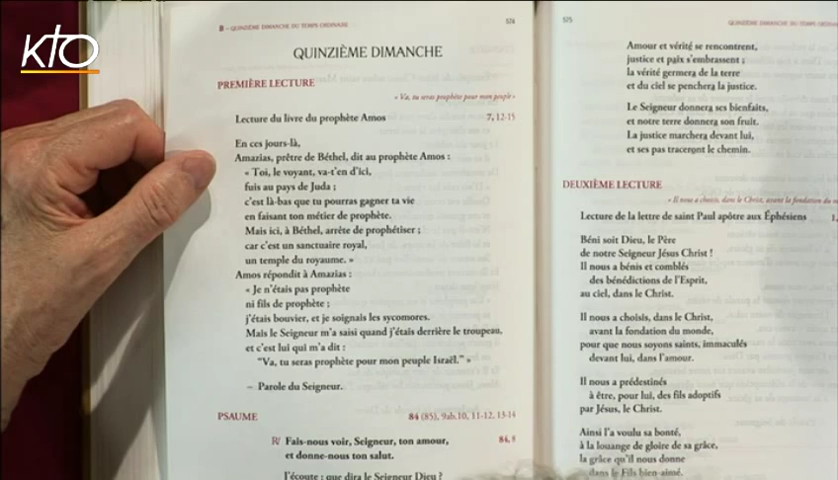 KTO
B – QUINZIÈME DIMANCHE DU TEMPS ORDINAIRE
574
QUINZIÈME DIMANCHE
PREMIÈRE LECTURE
« Va, tu seras prophète pour mon peuple »
Lecture du livre du prophète Amos 7, 12-15
En ces jours-là,
Amazias, prêtre de Béthel, dit au prophète Amos :
« Toi, le voyant, va-t'en d'ici,
fuis au pays de Juda ;
c'est là-bas que tu pourras gagner ta vie
en faisant ton métier de prophète.
Mais ici, à Béthel, arrête de prophétiser ;
car c'est un sanctuaire royal,
un temple du royaume. »
Amos répondit à Amazias :
« Je n'étais pas prophète
ni fils de prophète ;
j'étais bouvier, et je soignais les sycomores.
Mais le Seigneur m'a saisi quand j'étais derrière le troupeau,
et c'est lui qui m'a dit :
“Va, tu seras prophète pour mon peuple Israël.” »
– Parole du Seigneur.
PSAUME 84 (85), 9ab.10, 11-12, 13-14
R/ Fais-nous voir, Seigneur, ton amour, 84, 8
et donne-nous ton salut.
J'écoute : que dira le Seigneur Dieu ?
575
QUINZIÈME DIMANCHE DU TEMPS
Amour et vérité se rencontrent,
justice et paix s'embrassent ;
la vérité germera de la terre
et du ciel se penchera la justice.
Le Seigneur donnera ses bienfaits,
et notre terre donnera son fruit.
La justice marchera devant lui,
et ses pas traceront le chemin.
DEUXIÈME LECTURE
« Il nous a choisis, dans le Christ, avant la fondation du
Lecture de la lettre de saint Paul apôtre aux Éphésiens 1,
Béni soit Dieu, le Père
de notre Seigneur Jésus Christ !
Il nous a bénis et comblés
des bénédictions de l'Esprit,
au ciel, dans le Christ.
Il nous a choisis, dans le Christ,
avant la fondation du monde,
pour que nous soyons saints, immaculés
devant lui, dans l'amour.
Il nous a prédestinés
à être, pour lui, des fils adoptifs
par Jésus, le Christ.
Ainsi l'a voulu sa bonté,
à la louange de gloire de sa grâce,
la grâce qu'il nous donne
dans le Fils bien-aimé.